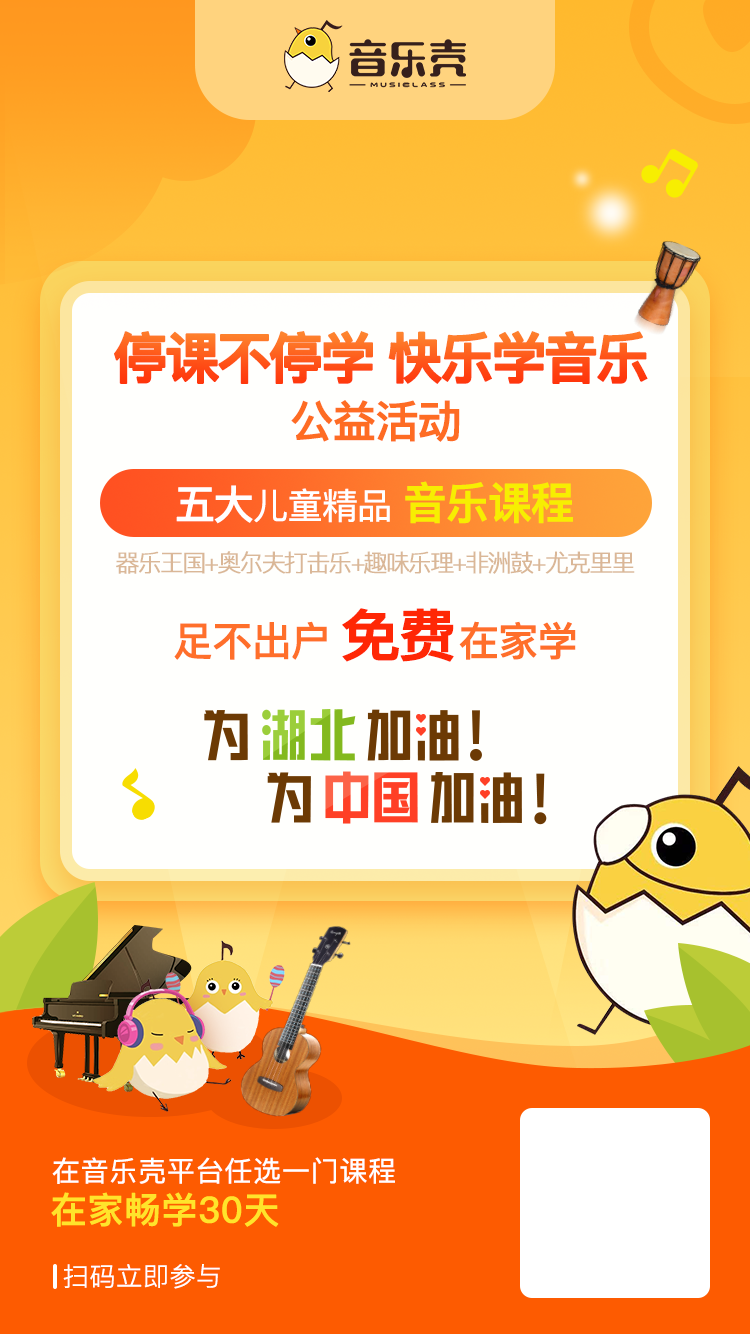 音乐壳
MUSICLASS
停课不停学 快乐学音乐
公益活动
五大儿童精品 音乐课程
器乐王国+奥尔夫打击乐+趣味乐理+非洲鼓+尤克里里
足不出户 免费在家学
为湖北加油！
为中国加油！
在音乐壳平台任选一门课程
在家畅学30天
扫码立即参与